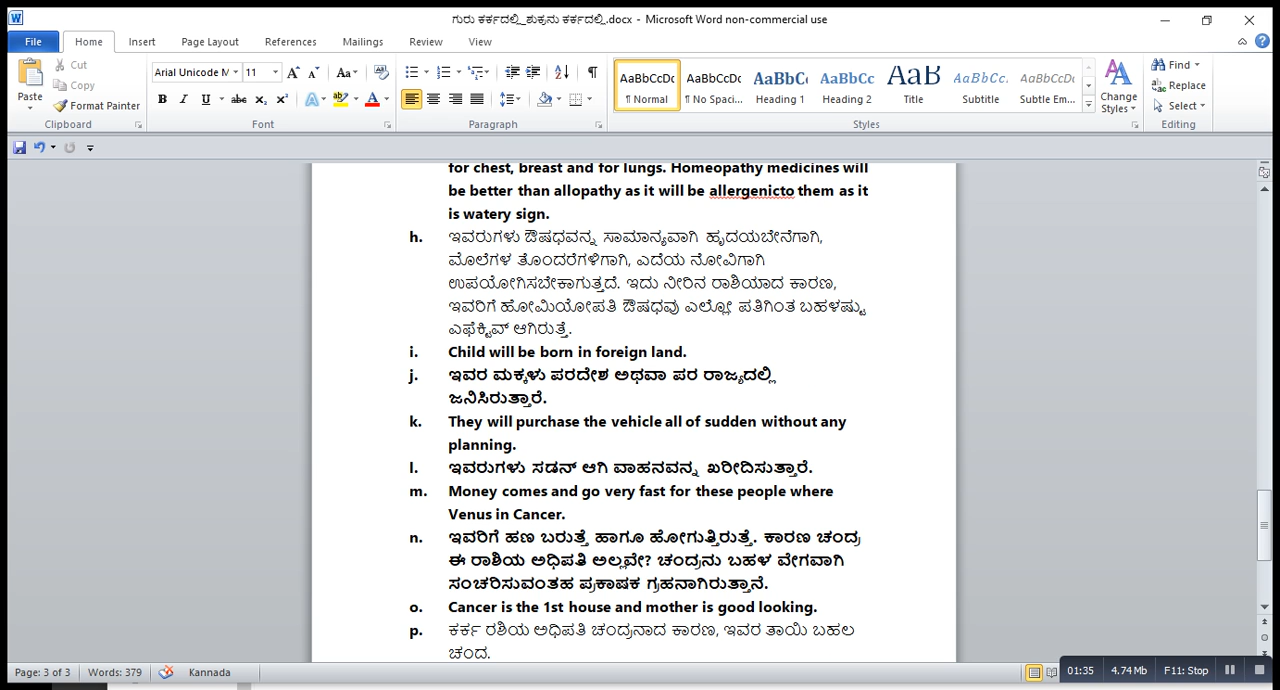 ಗುರು ಕರ್ಕದಲ್ಲಿ_ಶುಕ್ರನು ಕರ್ಕದಲ್ಲಿ.docx - Microsoft Word non-commercial use
File Home Insert Page Layout References Mailings Review View
Cut
Copy
Format Painter
Paste
Clipboard
Arial Unicode M 11
Font
Paragraph
AaBbCcDc AaBbCcDc AaBbC AaBbCc AaB AaBbCc. AaBbCcDc
¶ Normal ¶ No Spaci... Heading 1 Heading 2 Title Subtitle Subtle Em...
Change Styles
Styles
Find
Replace
Select
Editing
for chest, breast and for lungs. Homeopathy medicines will
be better than allopathy as it will be allergenicto them as it
is watery sign.
h. ಇವರುಗಳು ಔಷಧವನ್ನ ಸಾಮಾನ್ಯವಾಗಿ ಹೃದಯಬೇನೆಗಾಗಿ,
ಮೊಲೆಗಳ ತೊಂದರೆಗಳಿಗಾಗಿ, ಎದೆಯ ನೋವಿಗಾಗಿ
ಉಪಯೋಗಿಸಬೇಕಾಗುತ್ತದೆ. ಇದು ನೀರಿನ ರಾಶಿಯಾದ ಕಾರಣ,
ಇವರಿಗೆ ಹೋಮಿಯೋಪತಿ ಔಷಧವು ಎಲ್ಲೋ ಪತಿಗಿಂತ ಬಹಳಷ್ಟು
ಎಫೆಕ್ಟಿವ್ ಆಗಿರುತ್ತೆ.
i. Child will be born in foreign land.
j. ಇವರ ಮಕ್ಕಳು ಪರದೇಶ ಅಥವಾ ಪರ ರಾಜ್ಯದಲ್ಲಿ
ಜನಿಸಿರುತ್ತಾರೆ.
k. They will purchase the vehicle all of sudden without any
planning.
l. ಇವರುಗಳು ಸಡನ್ ಆಗಿ ವಾಹನವನ್ನ ಖರೀದಿಸುತ್ತಾರೆ.
m. Money comes and go very fast for these people where
Venus in Cancer.
n. ಇವರಿಗೆ ಹಣ ಬರುತ್ತೆ ಹಾಗೂ ಹೋಗುತ್ತಿರುತ್ತೆ. ಕಾರಣ ಚಂದ್ರ
ಈ ರಾಶಿಯ ಅಧಿಪತಿ ಅಲ್ಲವೇ? ಚಂದ್ರನು ಬಹಳ ವೇಗವಾಗಿ
ಸಂಚರಿಸುವಂತಹ ಪ್ರಕಾಷಕ ಗ್ರಹನಾಗಿರುತ್ತಾನೆ.
o. Cancer is the 1st house and mother is good looking.
p. ಕರ್ಕ ರಶಿಯ ಅಧಿಪತಿ ಚಂದ್ರನಾದ ಕಾರಣ, ಇವರ ತಾಯಿ ಬಹಲ
ಚಂದ.
Page: 3 of 3 Words: 379 Kannada
01:35 4.74 Mb F11: Stop